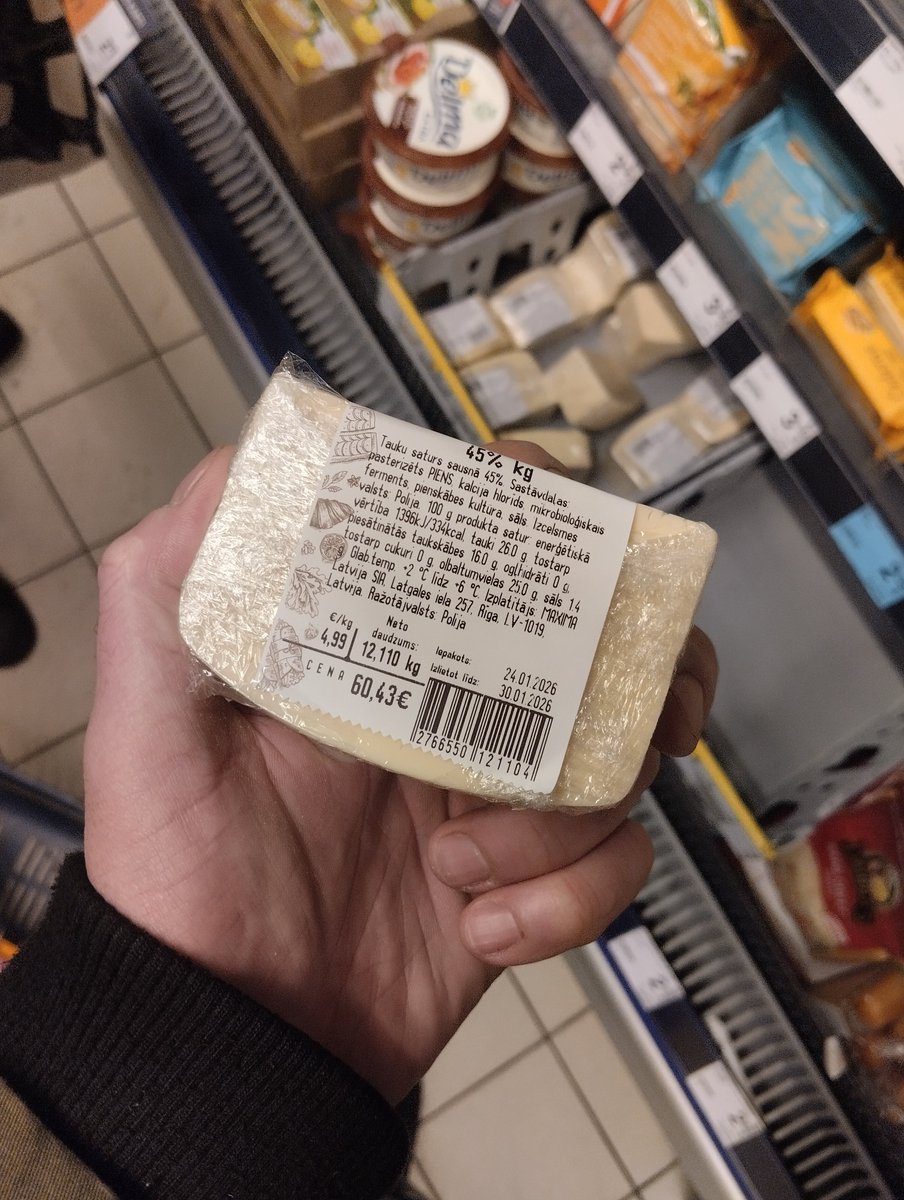 Delma
45% kg
Tauku saturs sausnā 45%. Sastāvdaļas:
pasterizēts PIENS, kalcija hlorīds, mikrobioloģiskais
ferments, pienskābes kultūra, sāls. Izcelsmes
valsts: Polija. 100 g produkta satur: enerģētiskā
vērtība 1396kJ/334kcal, tauki 26.0 g, tostarp
piesātinātās taukskābes 16.0 g, ogļhidrāti 0 g,
tostarp cukuri 0 g, olbaltumvielas 25.0 g, sāls 1.4
Glab.temp. +2 °C līdz +6 °C. Izplatītājs: MAXIMA
Latvija SIA, Latgales iela 257, Rīga, LV-1019,
Latvija. Ražotājvalsts: Polija
€/kg
4,99
Neto
daudzums:
12,110 kg
Iepakots:
24.01.2026
Izlietot līdz:
30.01.2026
CENA
60,43€
2766550 121104